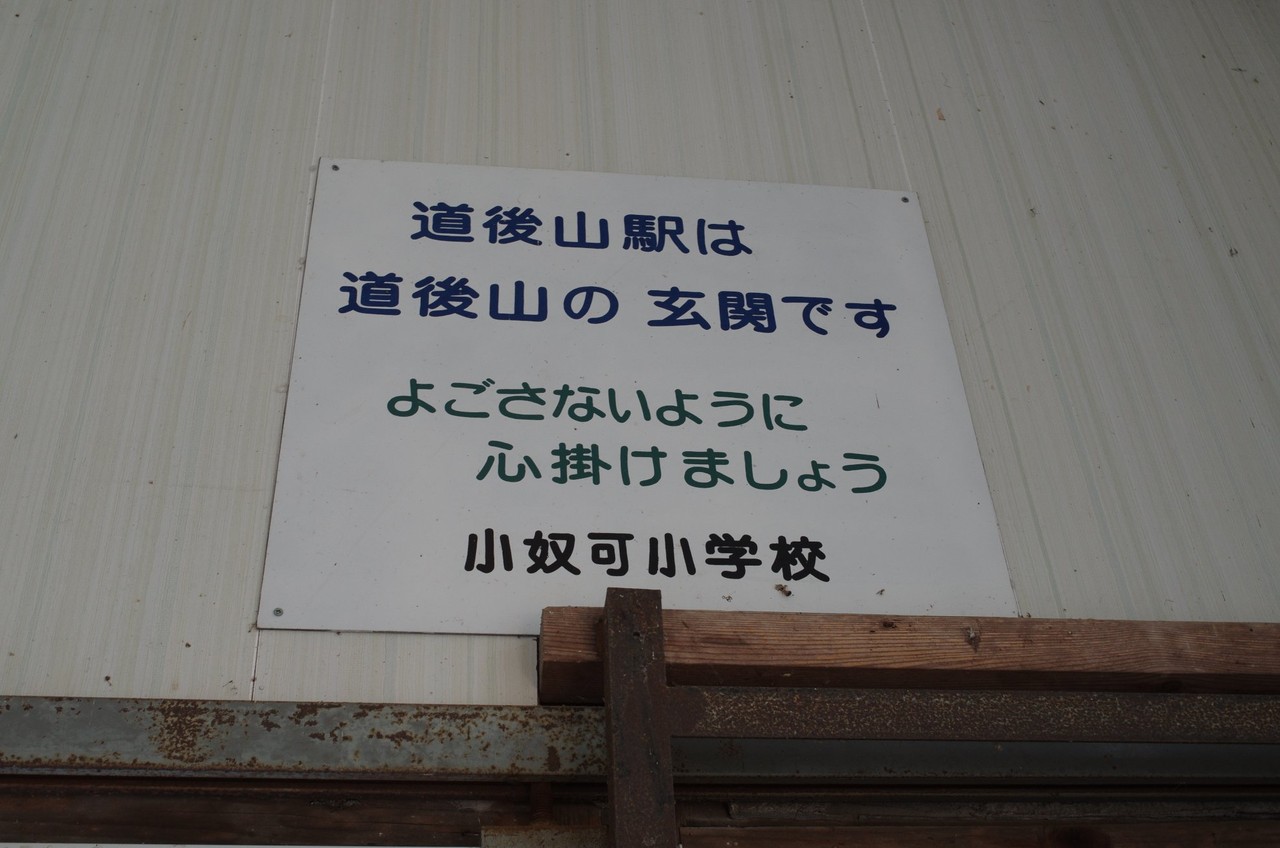 道後山駅は
道後山の 玄関です
よごさないように
心掛けましょう
小奴可小学校